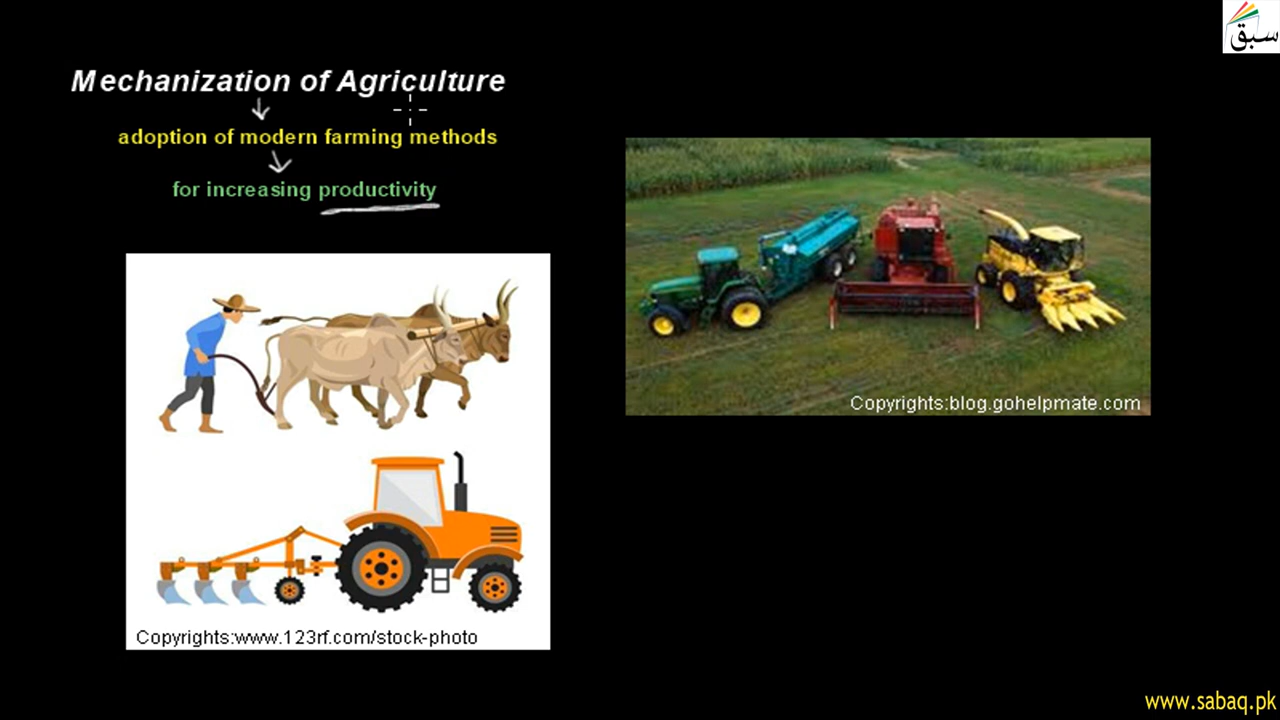 سبق
Mechanization of Agriculture
adoption of modern farming methods
for increasing productivity
Copyrights:blog.gohelpmate.com
Copyrights:www.123rf.com/stock-photo
www.sabaq.pk